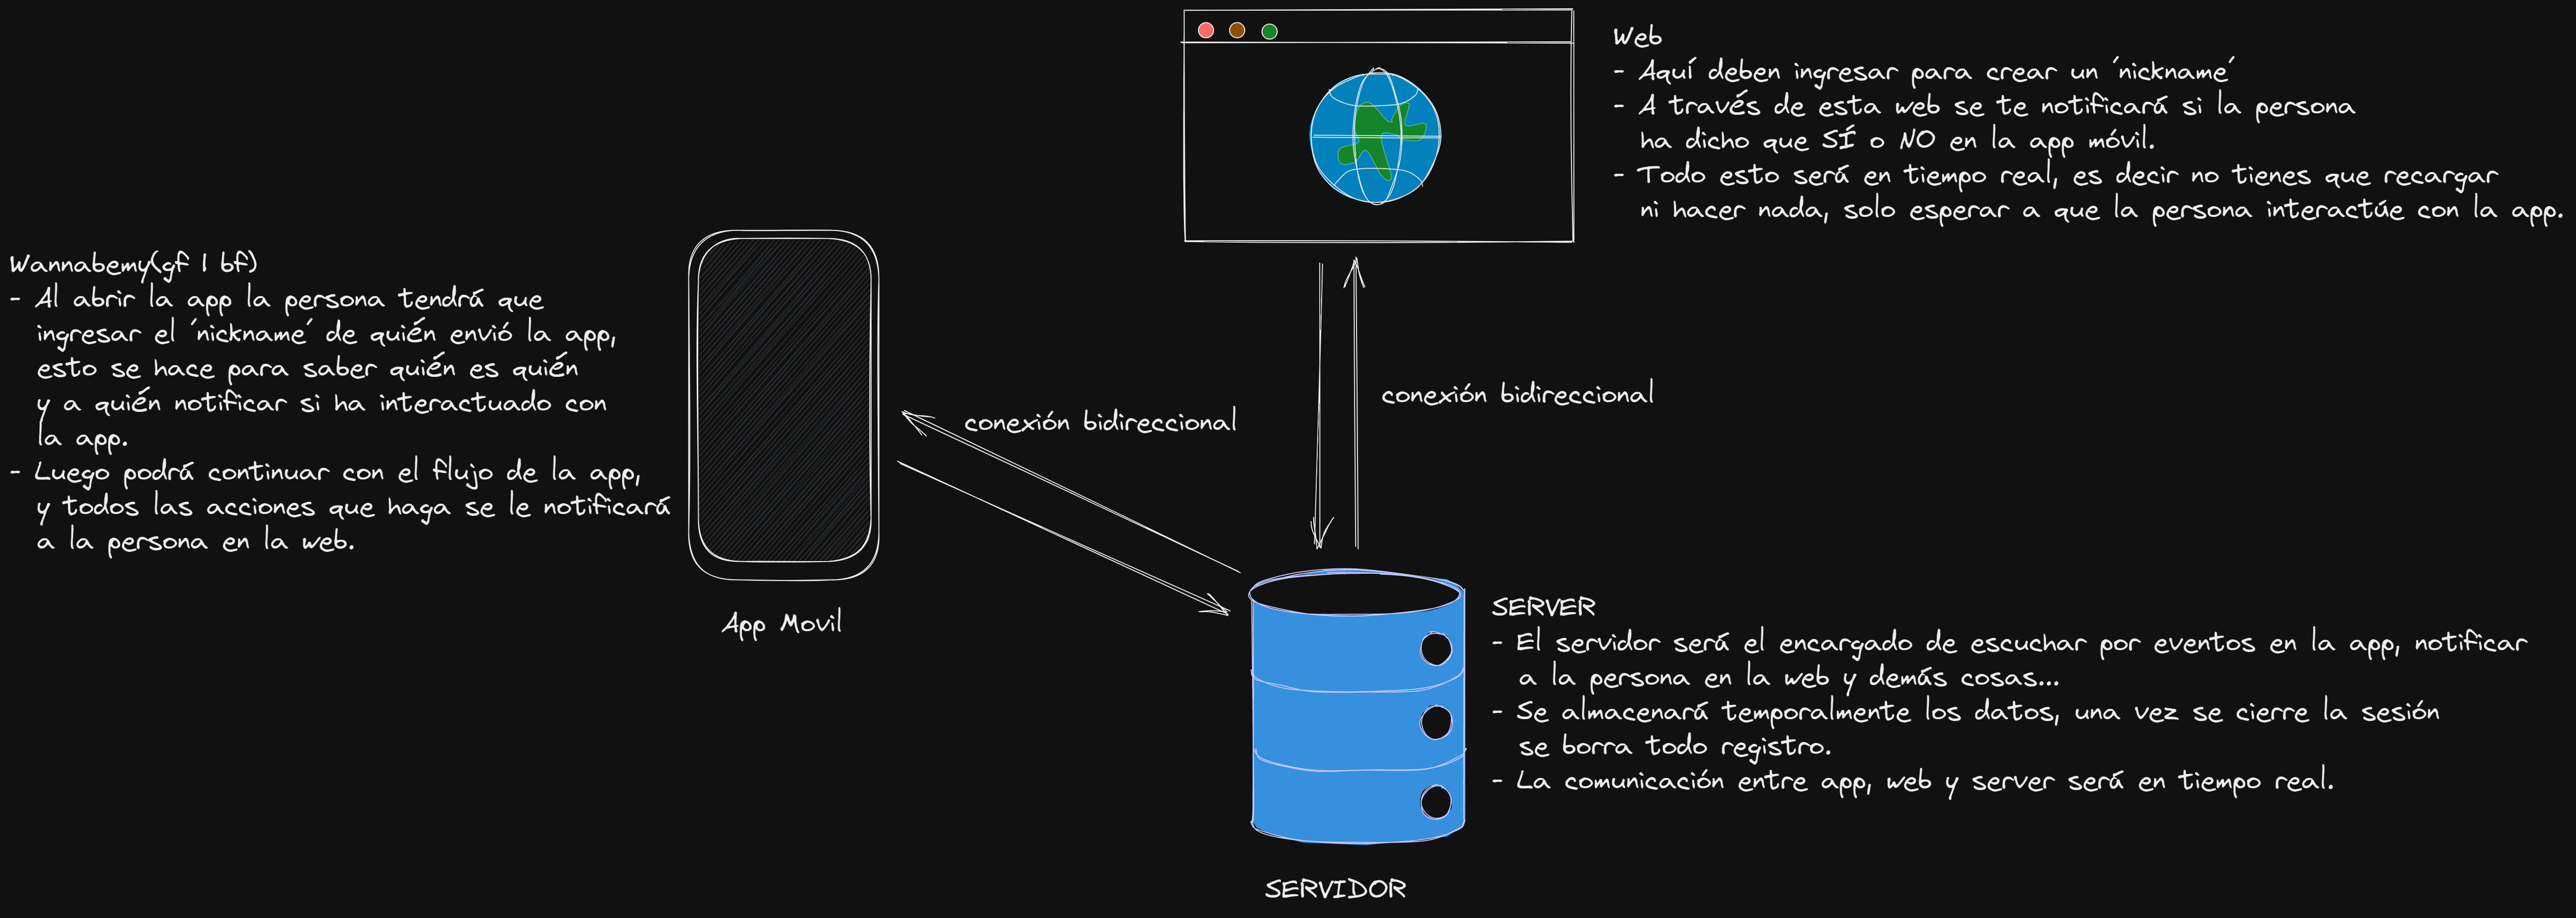 Web
- Aquí deben ingresar para crear un ´nickname´
- A través de esta web se te notificará si la persona
ha dicho que SÍ o NO en la app móvil.
- Todo esto será en tiempo real, es decir no tienes que recargar
ni hacer nada, solo esperar a que la persona interactúe con la app.
Wannabemy(gf | bf)
- Al abrir la app la persona tendrá que
ingresar el ´nickname´ de quién envió la app,
esto se hace para saber quién es quién
y a quién notificar si ha interactuado con
la app.
- Luego podrá continuar con el flujo de la app,
y todos las acciones que haga se le notificará
a la persona en la web.
App Movil
conexión bidireccional
conexión bidireccional
SERVER
- El servidor será el encargado de escuchar por eventos en la app, notificar
a la persona en la web y demás cosas...
- Se almacenará temporalmente los datos, una vez se cierre la sesión
se borra todo registro.
- La comunicación entre app, web y server será en tiempo real.
SERVIDOR